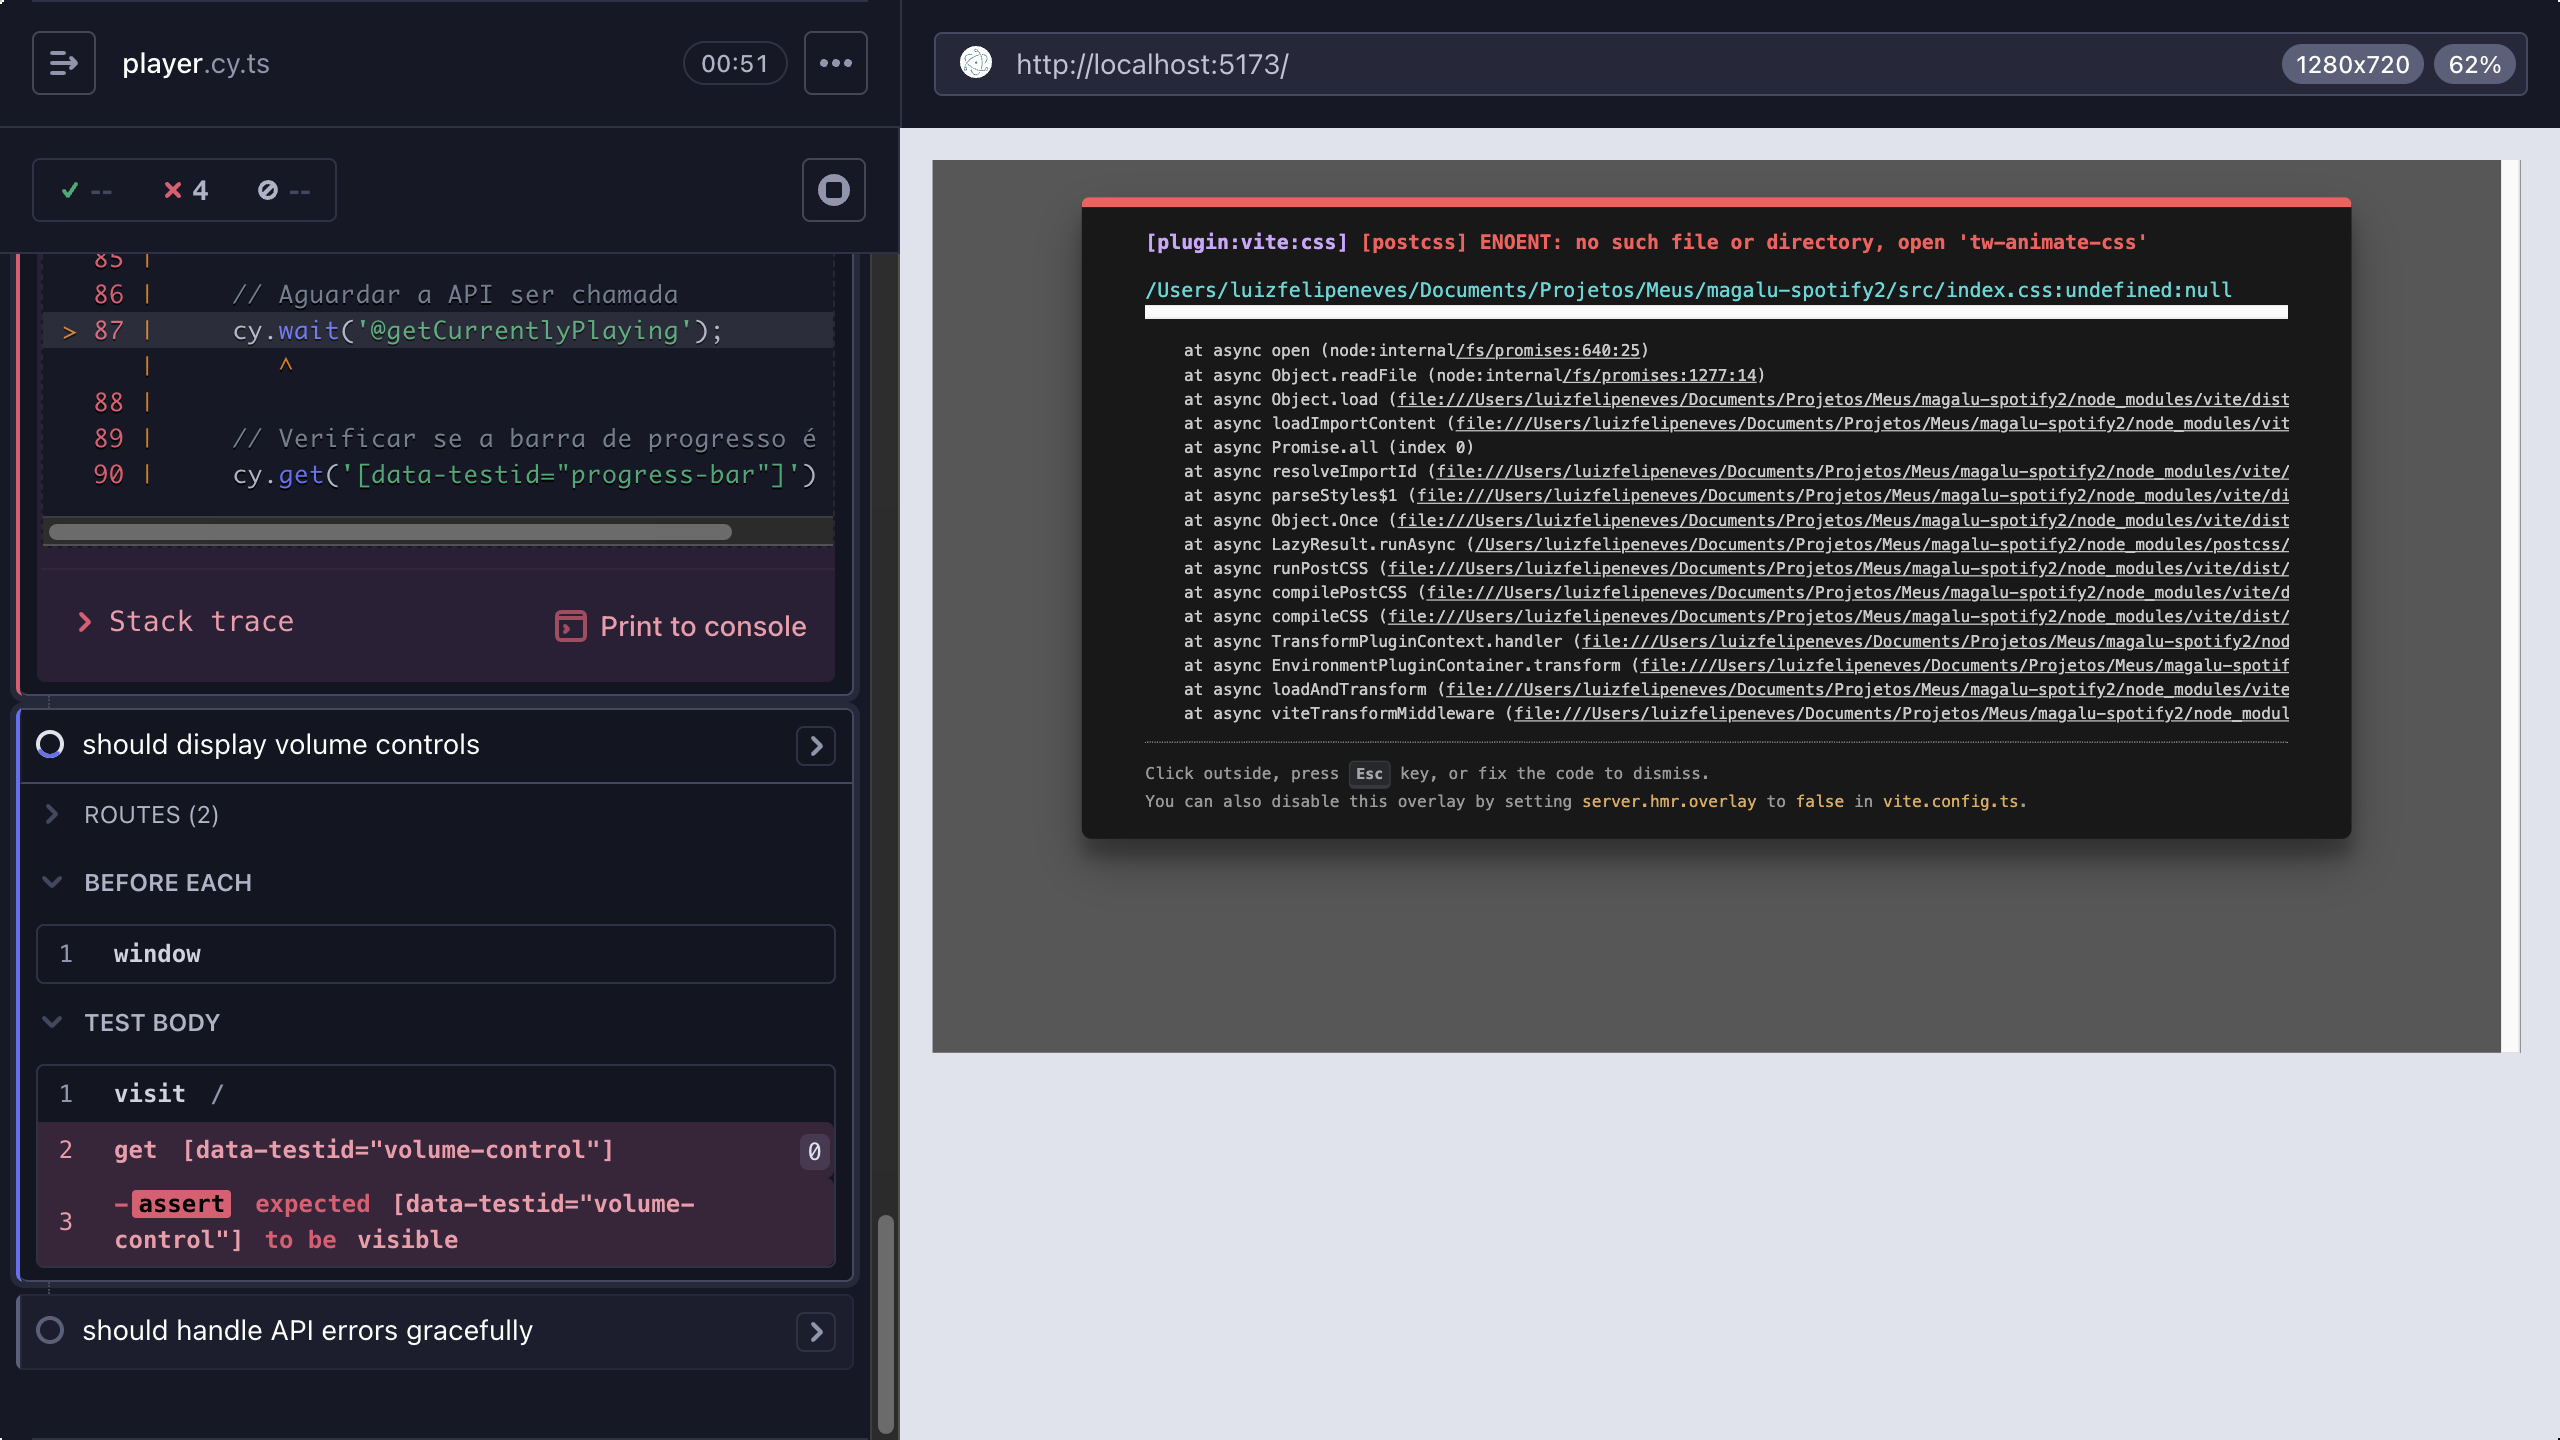 player.cy.ts
00:51
--
4
--
85 |
86 | // Aguardar a API ser chamada
> 87 | cy.wait('@getCurrentlyPlaying');
| ^
88 |
89 | // Verificar se a barra de progresso é
90 | cy.get('[data-testid="progress-bar"]')
Stack trace
Print to console
should display volume controls
ROUTES (2)
BEFORE EACH
1 window
TEST BODY
1 visit /
2 get [data-testid="volume-control"] 0
3 -assert expected [data-testid="volume-
control"] to be visible
should handle API errors gracefully
http://localhost:5173/
1280x720
62%
[plugin:vite:css] [postcss] ENOENT: no such file or directory, open 'tw-animate-css'
/Users/luizfelipeneves/Documents/Projetos/Meus/magalu-spotify2/src/index.css:undefined:null
at async open (node:internal/fs/promises:640:25)
at async Object.readFile (node:internal/fs/promises:1277:14)
at async Object.load (file:///Users/luizfelipeneves/Documents/Projetos/Meus/magalu-spotify2/node_modules/vite/dist
at async loadImportContent (file:///Users/luizfelipeneves/Documents/Projetos/Meus/magalu-spotify2/node_modules/vit
at async Promise.all (index 0)
at async resolveImportId (file:///Users/luizfelipeneves/Documents/Projetos/Meus/magalu-spotify2/node_modules/vite/
at async parseStyles$1 (file:///Users/luizfelipeneves/Documents/Projetos/Meus/magalu-spotify2/node_modules/vite/di
at async Object.Once (file:///Users/luizfelipeneves/Documents/Projetos/Meus/magalu-spotify2/node_modules/vite/dist
at async LazyResult.runAsync (/Users/luizfelipeneves/Documents/Projetos/Meus/magalu-spotify2/node_modules/postcss/
at async runPostCSS (file:///Users/luizfelipeneves/Documents/Projetos/Meus/magalu-spotify2/node_modules/vite/dist/
at async compilePostCSS (file:///Users/luizfelipeneves/Documents/Projetos/Meus/magalu-spotify2/node_modules/vite/d
at async compileCSS (file:///Users/luizfelipeneves/Documents/Projetos/Meus/magalu-spotify2/node_modules/vite/dist/
at async TransformPluginContext.handler (file:///Users/luizfelipeneves/Documents/Projetos/Meus/magalu-spotify2/nod
at async EnvironmentPluginContainer.transform (file:///Users/luizfelipeneves/Documents/Projetos/Meus/magalu-spotif
at async loadAndTransform (file:///Users/luizfelipeneves/Documents/Projetos/Meus/magalu-spotify2/node_modules/vite
at async viteTransformMiddleware (file:///Users/luizfelipeneves/Documents/Projetos/Meus/magalu-spotify2/node_modul
Click outside, press Esc key, or fix the code to dismiss.
You can also disable this overlay by setting server.hmr.overlay to false in vite.config.ts.